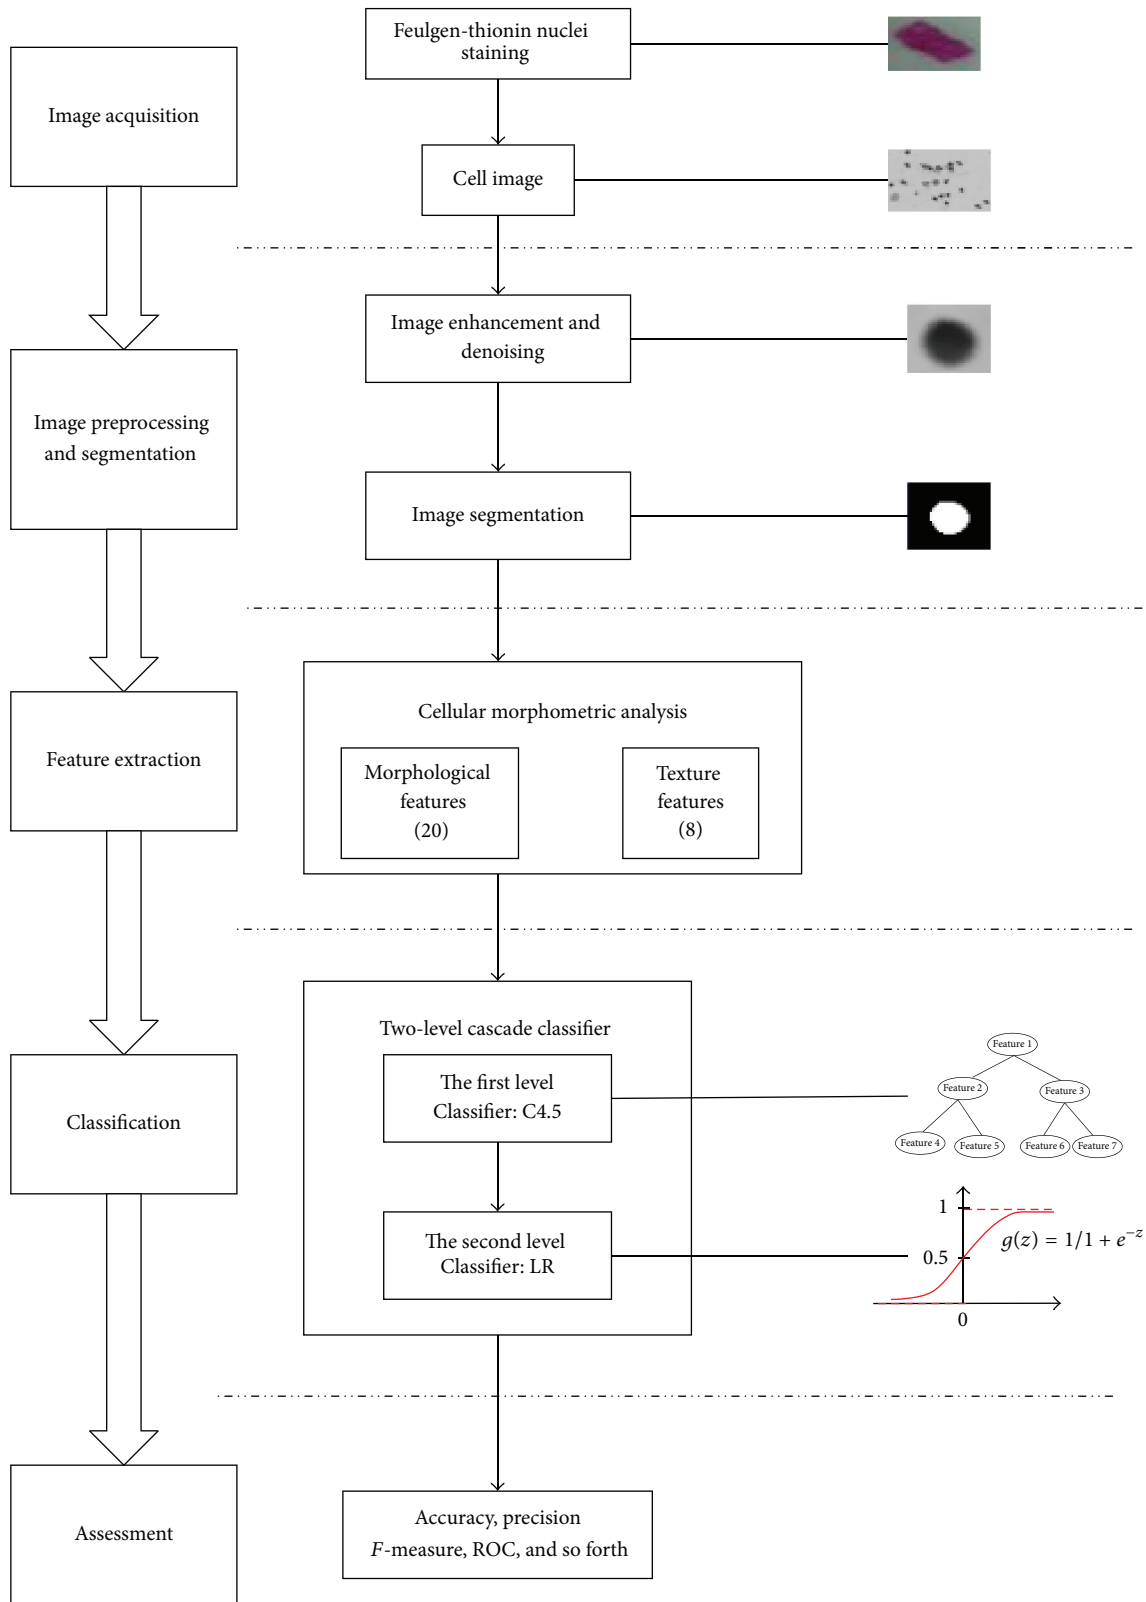 Feulgen-thionin nuclei
staining
Image acquisition
Cell image
Image enhancement and
denoising
Image preprocessing
and segmentation
Image segmentation
Cellular morphometric analysis
Feature extraction
Morphological
features
(20)
Texture
features
(8)
Two-level cascade classifier
The first level
Classifier: C4.5
Classification
Feature 1
Feature 2
Feature 3
Feature 4
Feature 5
Feature 6
Feature 7
The second level
Classifier: LR
1
0.5
0
g(z) = 1/1 + e⁻ᶻ
Assessment
Accuracy, precision
F-measure, ROC, and so forth